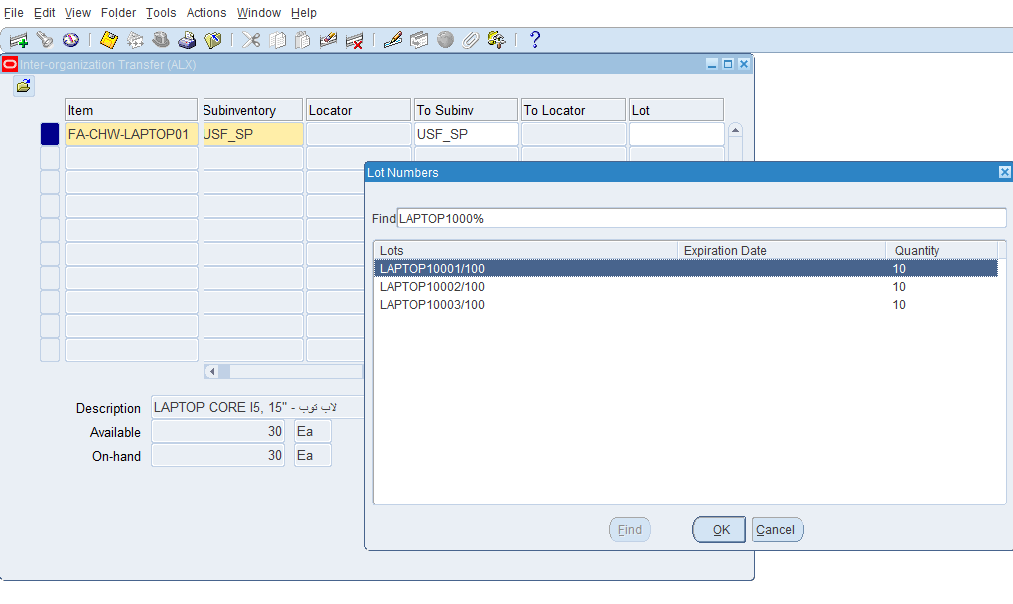 File Edit View Folder Tools Actions Window Help
Inter-organization Transfer (ALX)
Item Subinventory Locator To Subinv To Locator Lot
FA-CHW-LAPTOP01 USF_SP USF_SP
Lot Numbers
Find LAPTOP1000%
Lots Expiration Date Quantity
LAPTOP10001/100 10
LAPTOP10002/100 10
LAPTOP10003/100 10
Description LAPTOP CORE I5, 15" - لاب توب
Available 30 Ea
On-hand 30 Ea
Find OK Cancel